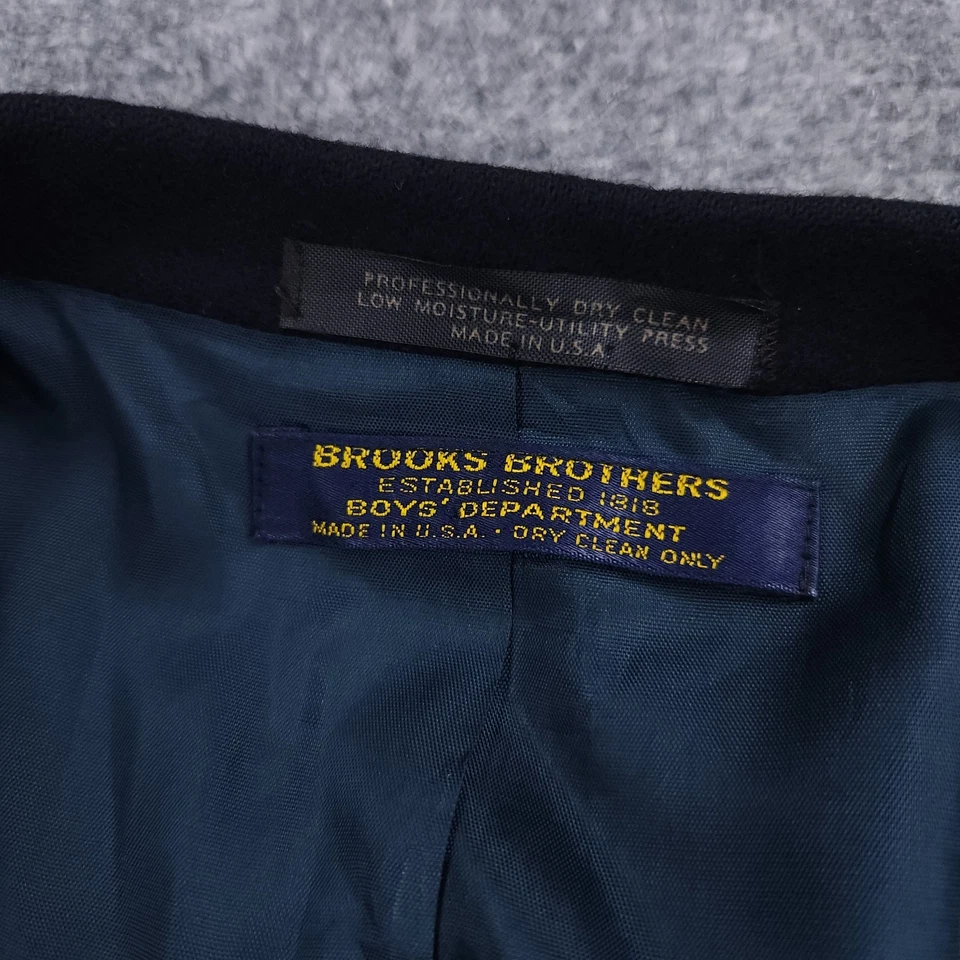 PROFESSIONALLY DRY CLEAN
LOW MOISTURE-UTILITY PRESS
MADE IN U.S.A.
BROOKS BROTHERS
ESTABLISHED 1818
BOYS' DEPARTMENT
MADE IN U.S.A. · DRY CLEAN ONLY